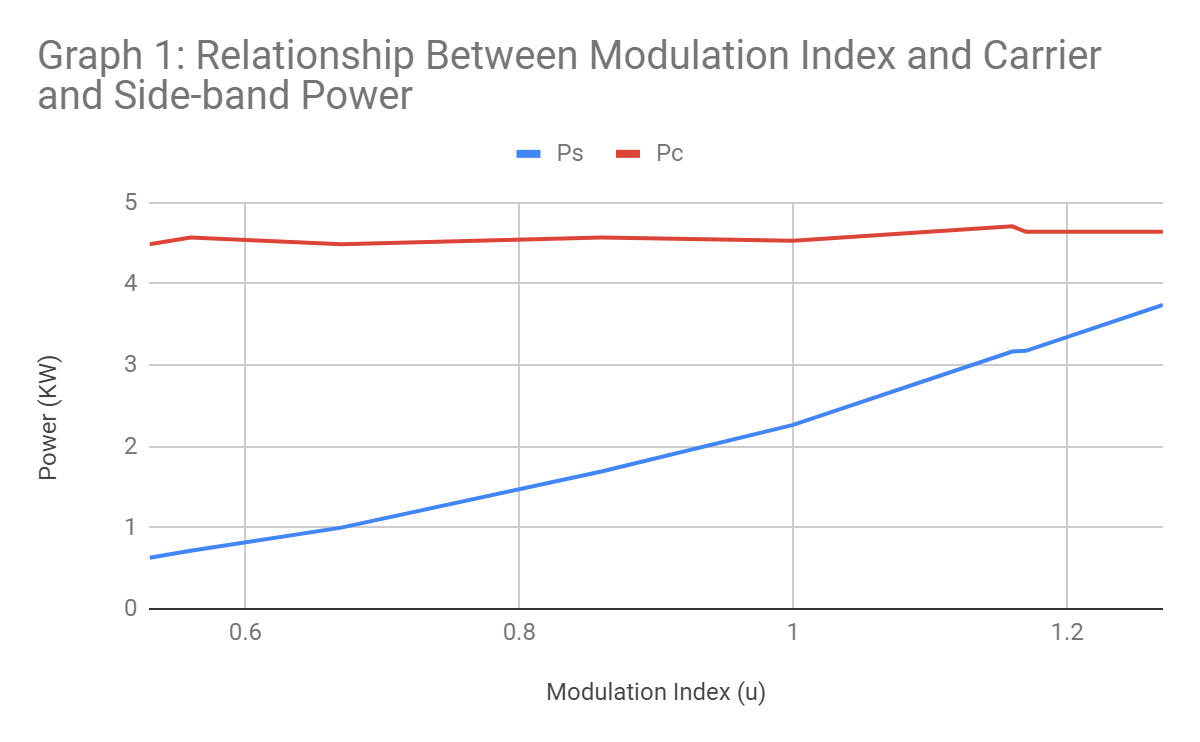 Graph 1: Relationship Between Modulation Index and Carrier
and Side-band Power
Ps Pc
5
4
3
2
1
0
Power (KW)
0.6 0.8 1 1.2
Modulation Index (u)